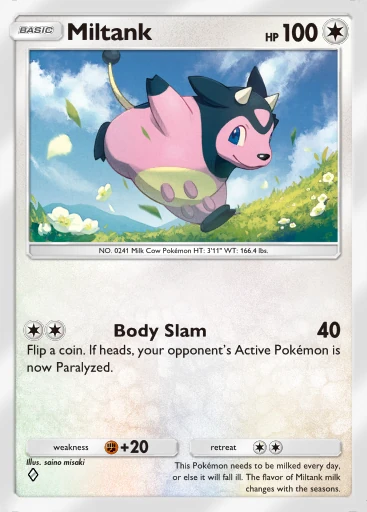 BASIC Miltank HP 100
NO. 0241 Milk Cow Pokémon HT: 3'11" WT: 166.4 lbs.
Body Slam 40
Flip a coin. If heads, your opponent's Active Pokémon is
now Paralyzed.
weakness +20 retreat
Illus. saino misaki
This Pokémon needs to be milked every day,
or else it will fall ill. The flavor of Miltank milk
changes with the seasons.